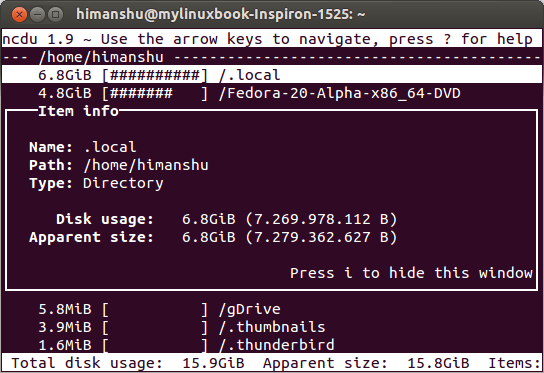 himanshu@mylinuxbook-Inspiron-1525: ~
ncdu 1.9 ~ Use the arrow keys to navigate, press ? for help
--- /home/himanshu -----------------------------------------
6.8GiB [##########] /.local
4.8GiB [#######   ] /Fedora-20-Alpha-x86_64-DVD
Item info
Name: .local
Path: /home/himanshu
Type: Directory
Disk usage:   6.8GiB (7.269.978.112 B)
Apparent size:   6.8GiB (7.279.362.627 B)
Press i to hide this window
5.8MiB [          ] /gDrive
3.9MiB [          ] /.thumbnails
1.6MiB [          ] /.thunderbird
Total disk usage:  15.9GiB  Apparent size:  15.8GiB  Items: